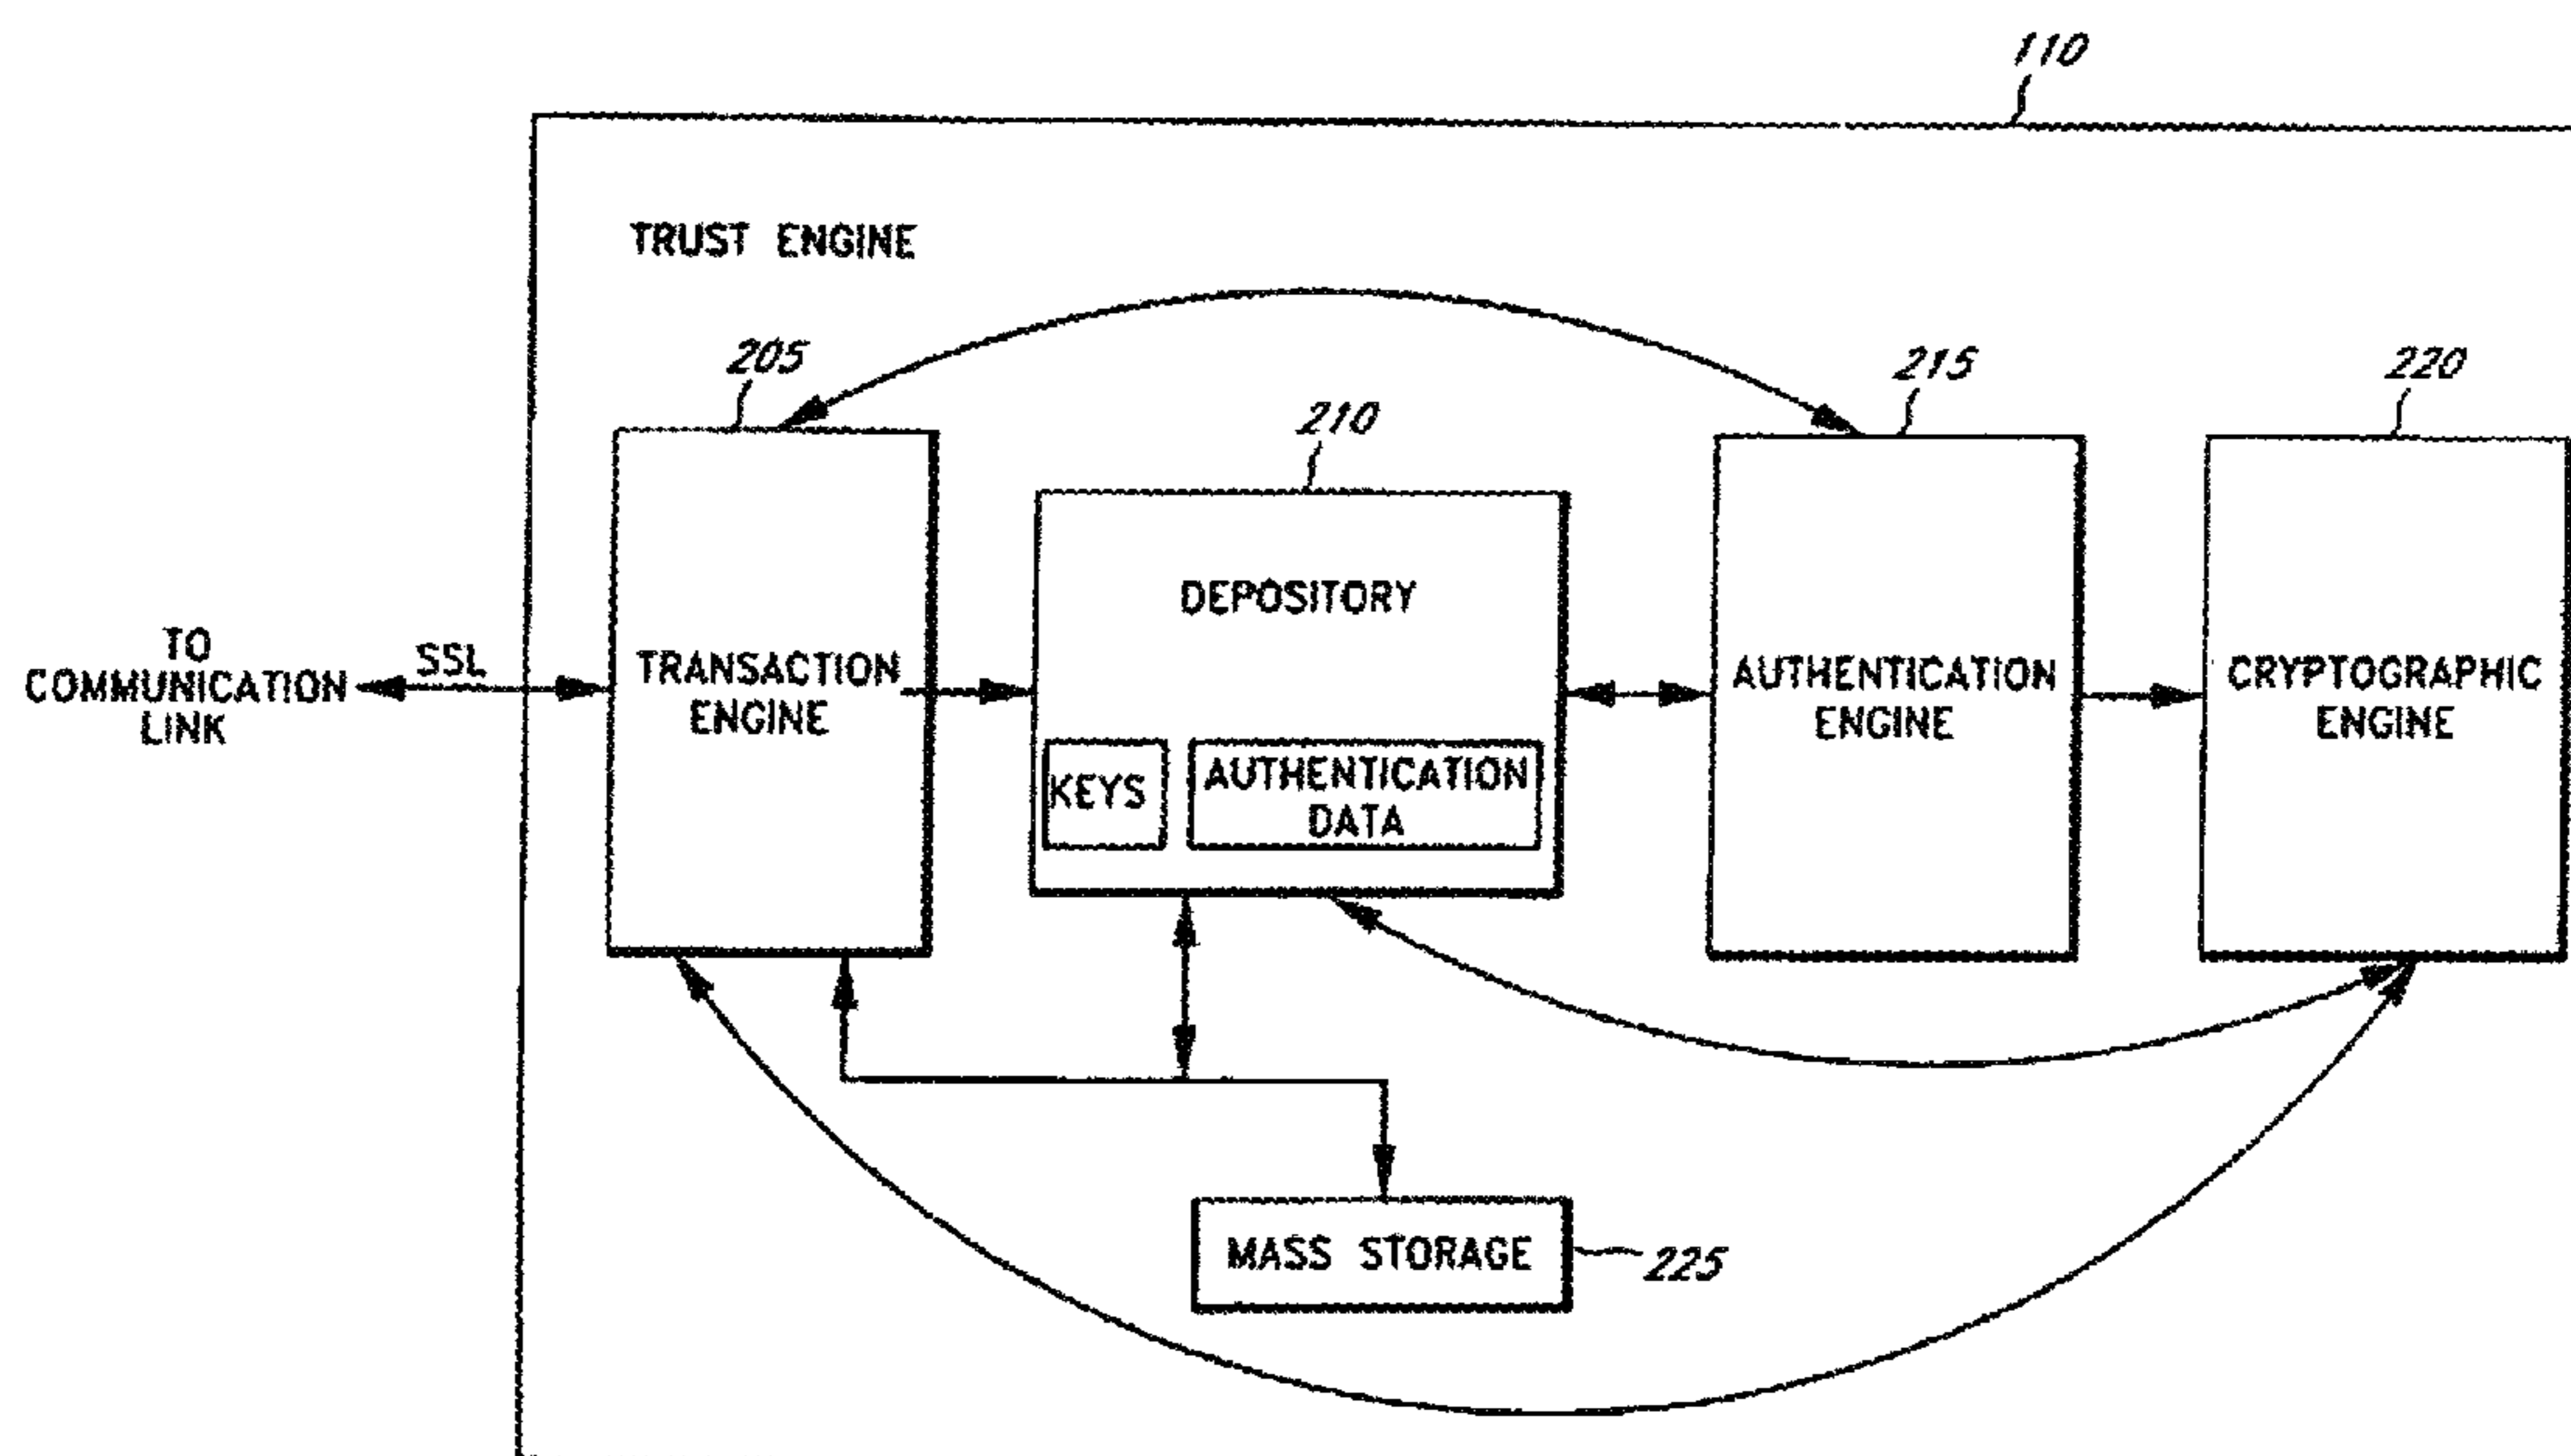 110
TRUST ENGINE
205
210
215
220
TO
COMMUNICATION
LINK
SSL
TRANSACTION
ENGINE
DEPOSITORY
KEYS
AUTHENTICATION
DATA
AUTHENTICATION
ENGINE
CRYPTOGRAPHIC
ENGINE
MASS STORAGE
225